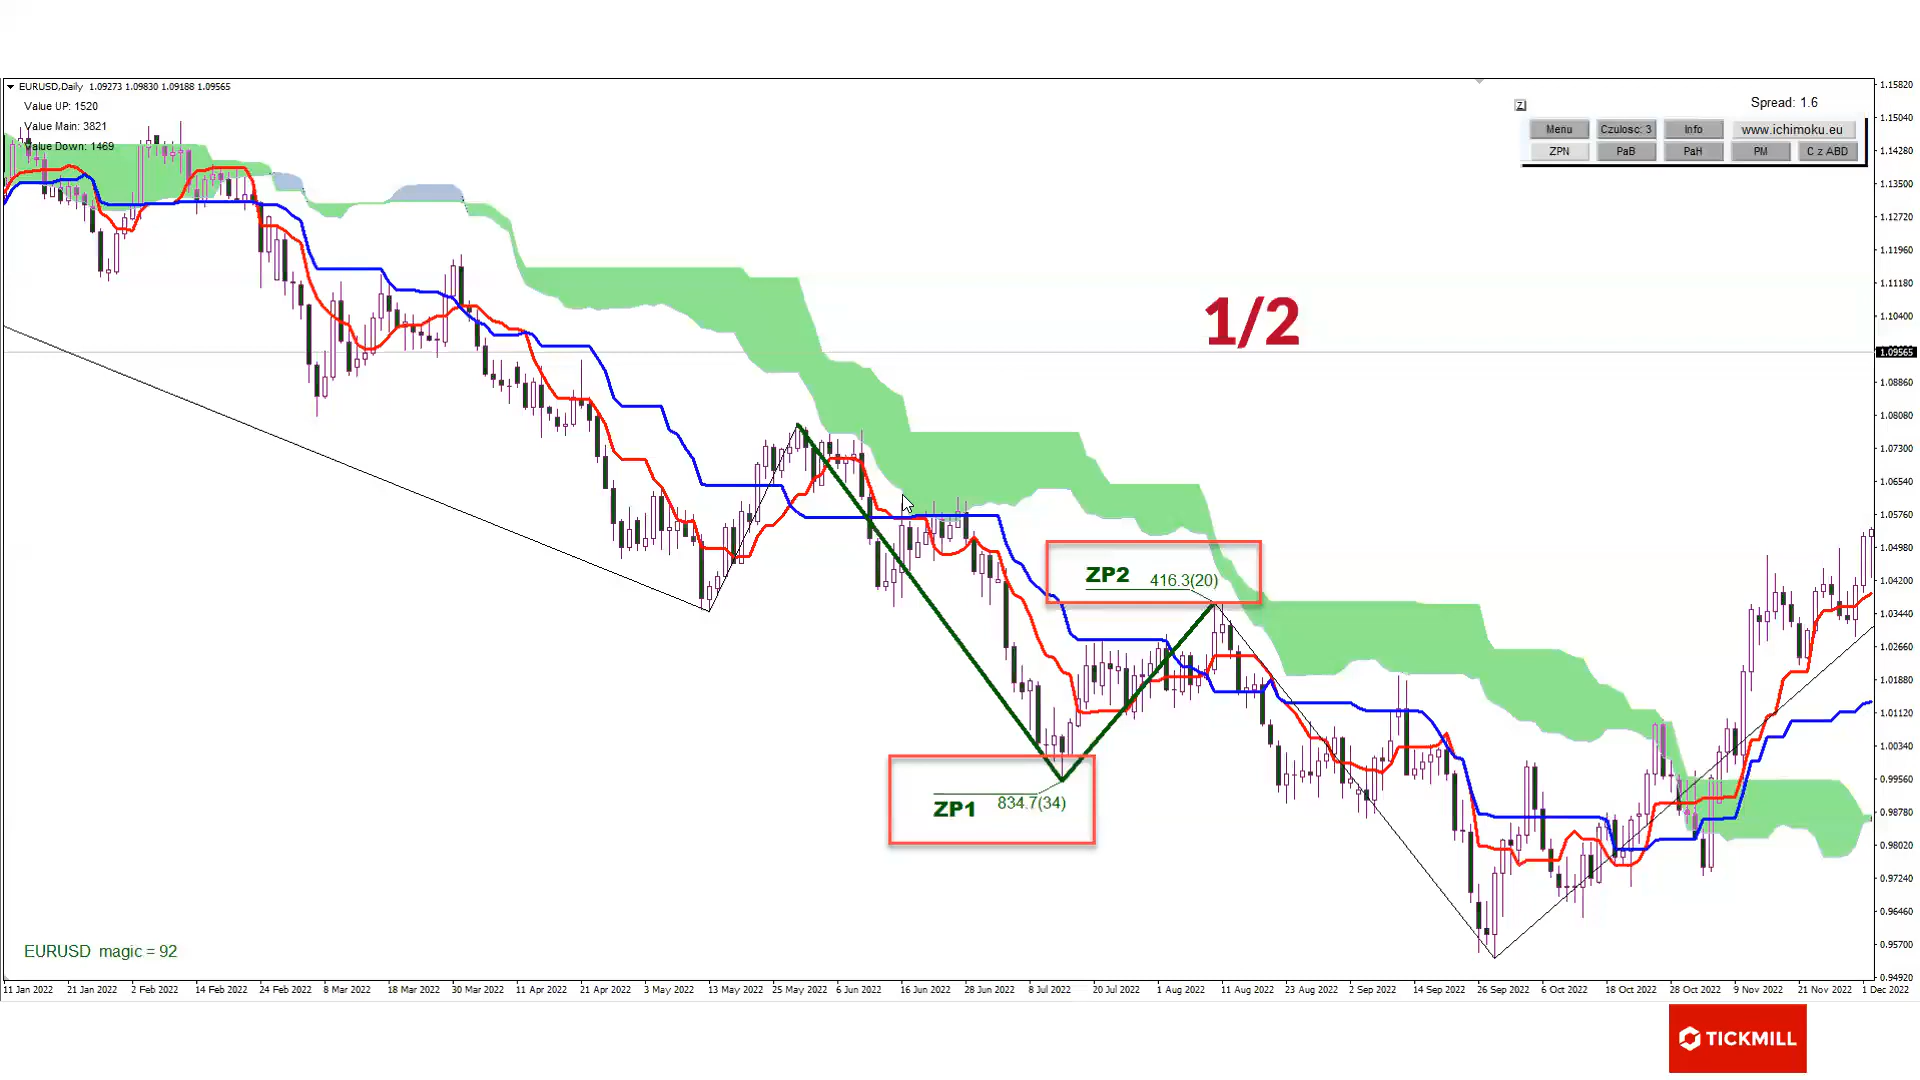 EURUSD,Daily 1.09273 1.09830 1.09188 1.09565
Value UP: 1520
Value Main: 3821
Value Down: 1469
Spread: 1.6
Z
Menu Czulosc: 3 Info www.ichimoku.eu
ZPN PaB PaH PM C z ABD
1/2
ZP2 416.3(20)
ZP1 834.7(34)
EURUSD magic = 92
1.15820
1.15040
1.14280
1.13500
1.12720
1.11960
1.11180
1.10400
1.09565
1.08860
1.08080
1.07300
1.06540
1.05760
1.04980
1.04200
1.03440
1.02660
1.01880
1.01120
1.00340
0.99560
0.98780
0.98020
0.97240
0.96460
0.95700
0.94920
11 Jan 2022 21 Jan 2022 2 Feb 2022 14 Feb 2022 24 Feb 2022 8 Mar 2022 18 Mar 2022 30 Mar 2022 11 Apr 2022 21 Apr 2022 3 May 2022 13 May 2022 25 May 2022 6 Jun 2022 16 Jun 2022 28 Jun 2022 8 Jul 2022 20 Jul 2022 1 Aug 2022 11 Aug 2022 23 Aug 2022 2 Sep 2022 14 Sep 2022 26 Sep 2022 6 Oct 2022 18 Oct 2022 28 Oct 2022 9 Nov 2022 21 Nov 2022 1 Dec 2022
TICKMILL